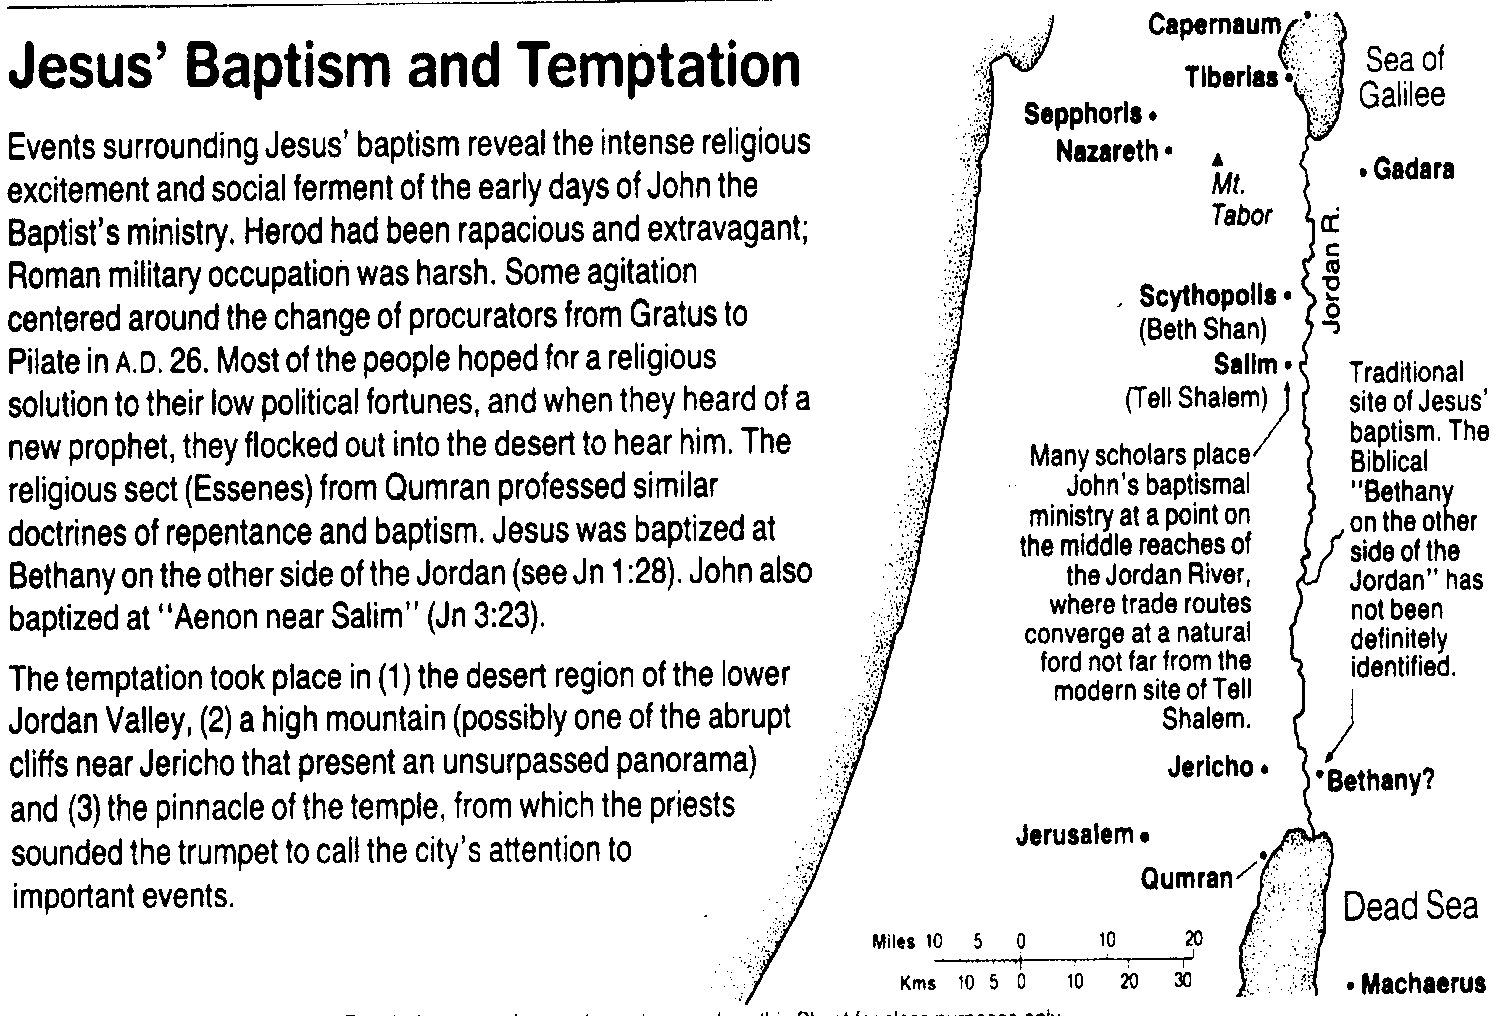 Jesus' Baptism and Temptation
Events surrounding Jesus' baptism reveal the intense religious
excitement and social ferment of the early days of John the
Baptist's ministry. Herod had been rapacious and extravagant;
Roman military occupation was harsh. Some agitation
centered around the change of procurators from Gratus to
Pilate in A.D. 26. Most of the people hoped for a religious
solution to their low political fortunes, and when they heard of a
new prophet, they flocked out into the desert to hear him. The
religious sect (Essenes) from Qumran professed similar
doctrines of repentance and baptism. Jesus was baptized at
Bethany on the other side of the Jordan (see Jn 1:28). John also
baptized at "Aenon near Salim" (Jn 3:23).
The temptation took place in (1) the desert region of the lower
Jordan Valley, (2) a high mountain (possibly one of the abrupt
cliffs near Jericho that present an unsurpassed panorama)
and (3) the pinnacle of the temple, from which the priests
sounded the trumpet to call the city's attention to
important events.
Capernaum
Sea of
Galilee
Tiberias
Sepphoris
Nazareth
Mt.
Tabor
Gadara
Jordan R.
Scythopolis
(Beth Shan)
Salim
(Tell Shalem)
Many scholars place
John's baptismal
ministry at a point on
the middle reaches of
the Jordan River,
where trade routes
converge at a natural
ford not far from the
modern site of Tell
Shalem.
Traditional
site of Jesus'
baptism. The
Biblical
"Bethany
on the other
side of the
Jordan" has
not been
definitely
identified.
Jericho
Bethany?
Jerusalem
Qumran
Dead Sea
Machaerus
Miles 10 5 0 10 20
Kms 10 5 0 10 20 30
for class purposes only